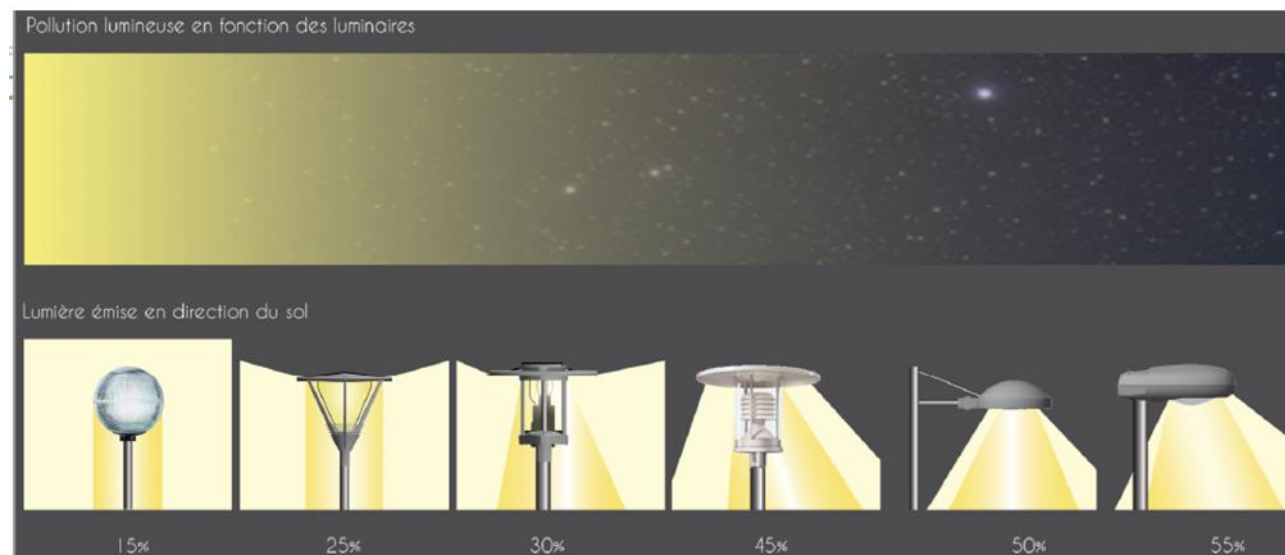 Pollution lumineuse en fonction des luminaires
Lumière émise en direction du sol
15% 25% 30% 45% 50% 55%